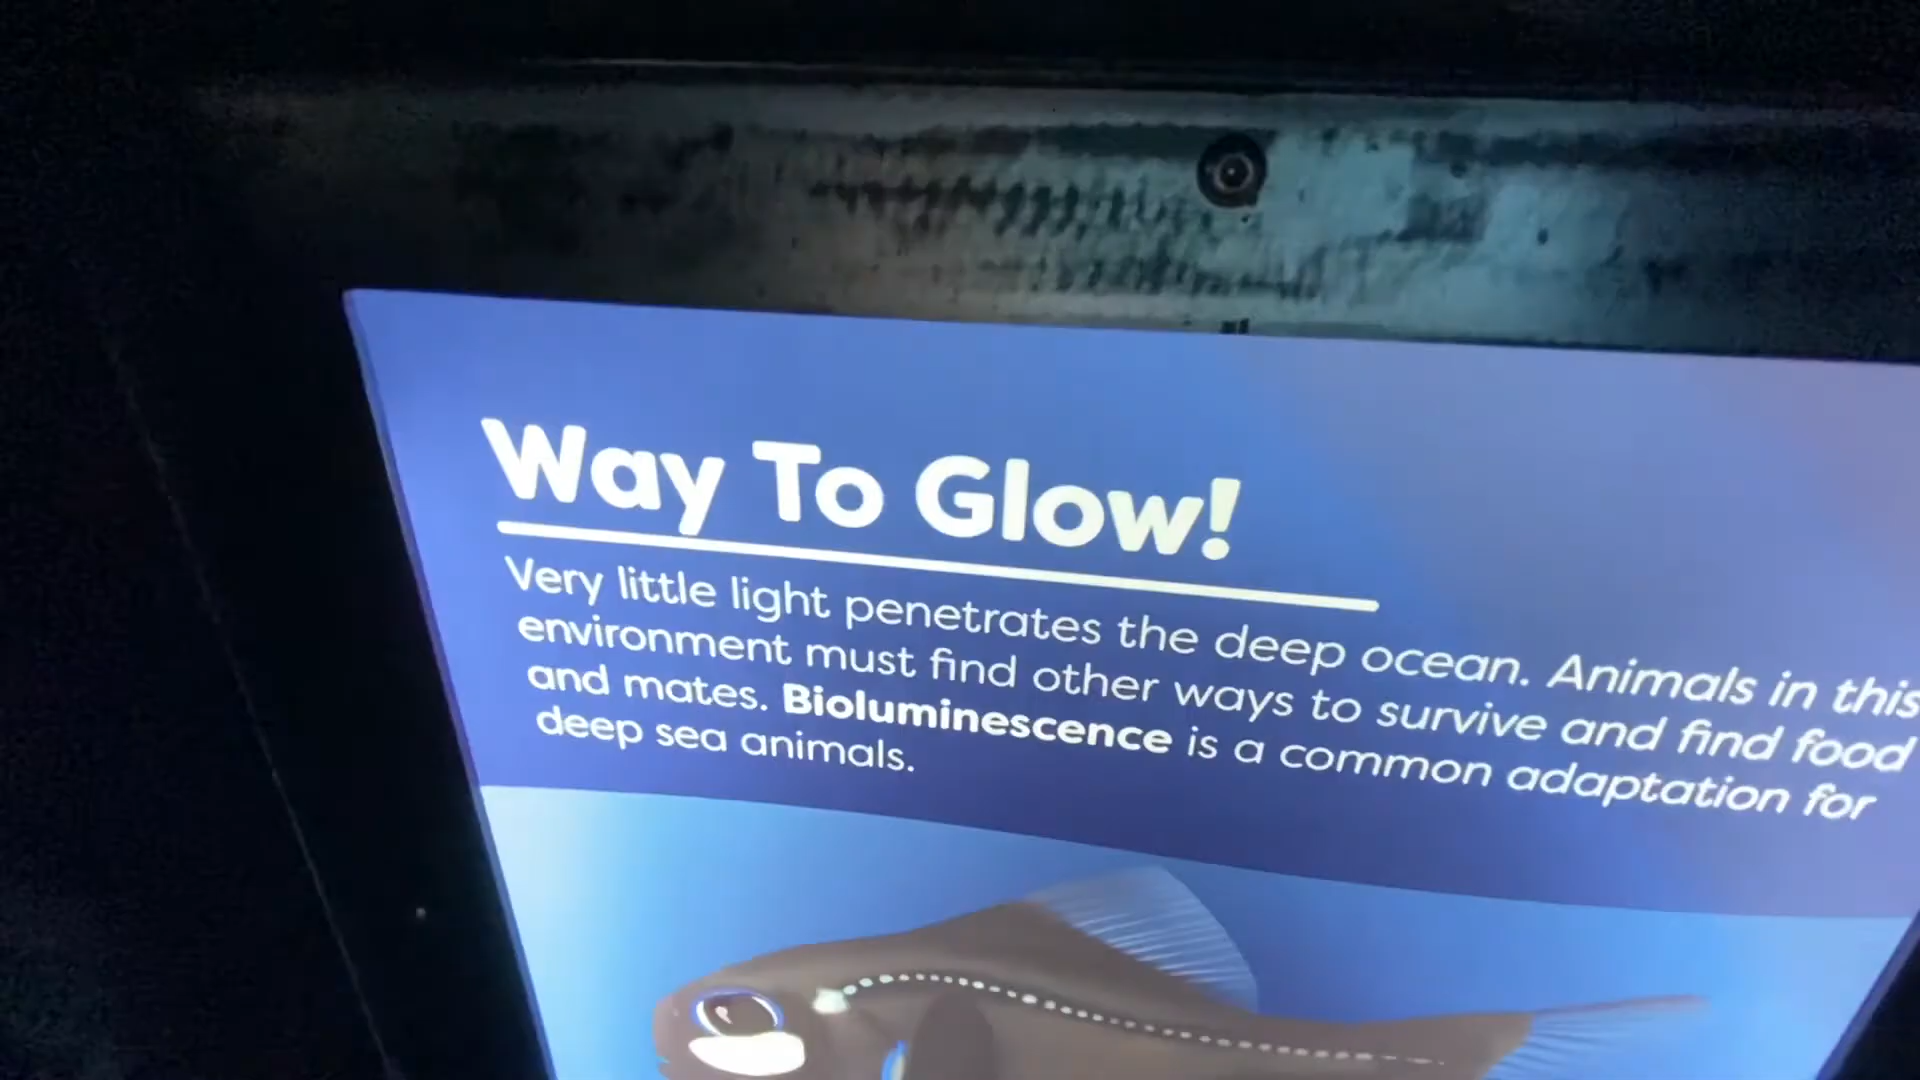 Way To Glow!
Very little light penetrates the deep ocean. Animals in this
environment must find other ways to survive and find food
and mates. Bioluminescence is a common adaptation for
deep sea animals.